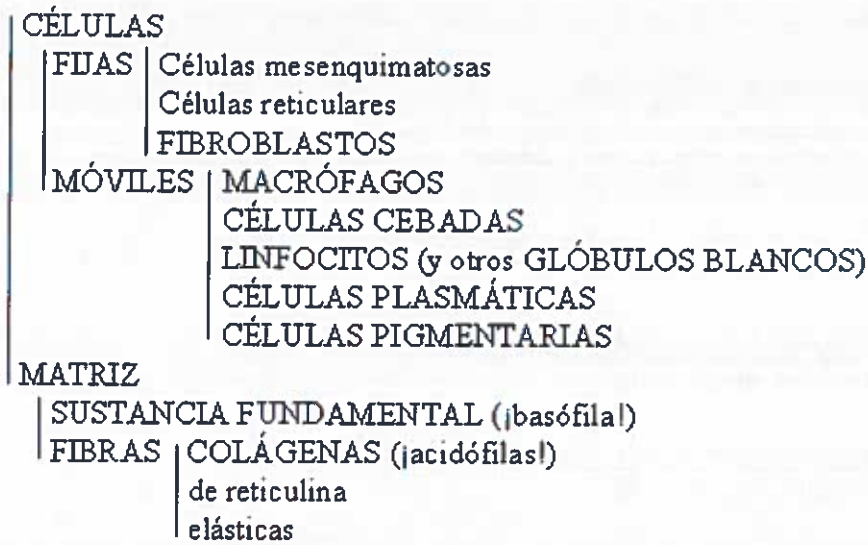 CÉLULAS
FIJAS Células mesenquimatosas
Células reticulares
FIBROBLASTOS
MÓVILES MACRÓFAGOS
CÉLULAS CEBADAS
LINFOCITOS (y otros GLÓBULOS BLANCOS)
CÉLULAS PLASMÁTICAS
CÉLULAS PIGMENTARIAS
MATRIZ
SUSTANCIA FUNDAMENTAL (¡basófila!)
FIBRAS COLÁGENAS (¡acidófilas!)
de reticulina
elásticas